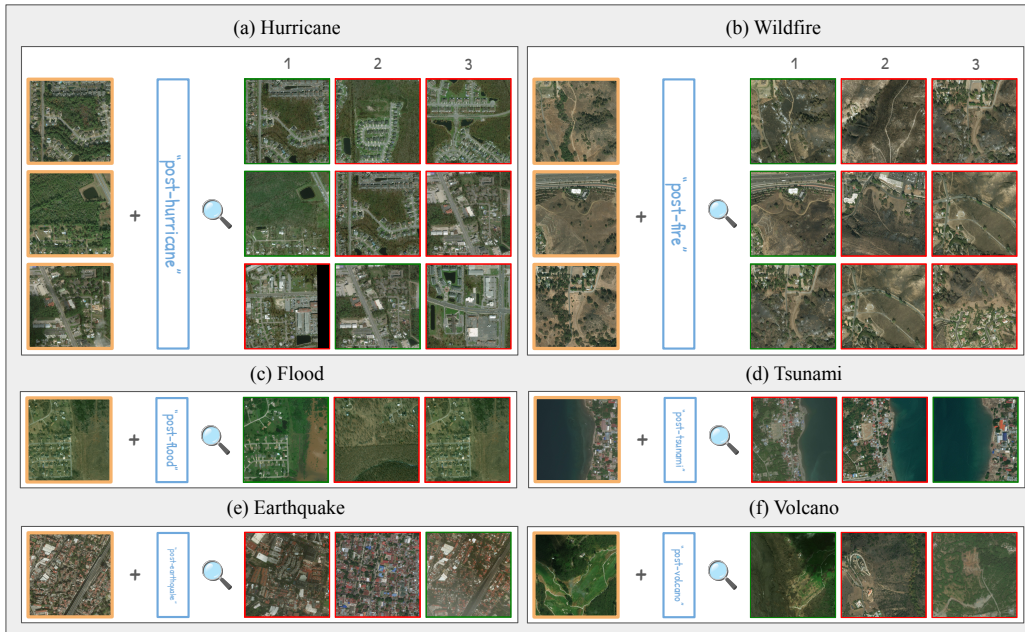 (a) Hurricane
1 2 3
+
"post-hurricane"
(b) Wildfire
1 2 3
+
"post-fire"
(c) Flood
+
"post-flood"
(d) Tsunami
+
"post-tsunami"
(e) Earthquake
+
"post-earthquake"
(f) Volcano
+
"post-volcano"